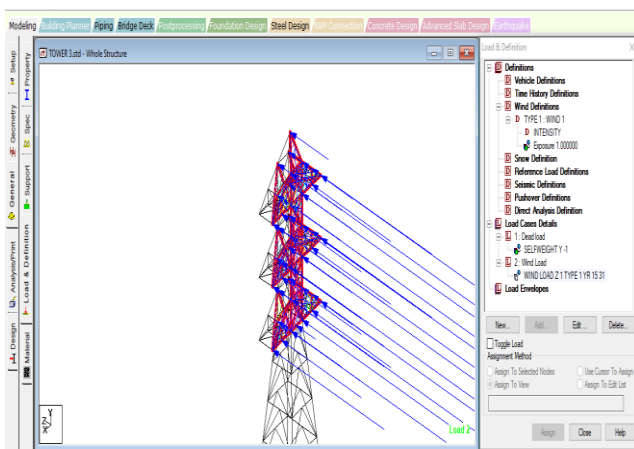 Modeling Building Planner Piping Bridge Deck Postprocessing Foundation Design Steel Design RAM Connection Concrete Design Advanced Slab Design Earthquake
TOWER 3.std - Whole Structure
Load & Definition
Setup
Geometry
General
Analysis/Print
Design
Property
Spec
Support
Load & Definition
Material
Definitions
Vehicle Definitions
Time History Definitions
Wind Definitions
TYPE 1 : WIND 1
INTENSITY
Exposure 1.000000
Snow Definition
Reference Load Definitions
Seismic Definitions
Pushover Definitions
Direct Analysis Definition
Load Cases Details
1 : Dead load
SELFWEIGHT Y -1
2 : Wind Load
WIND LOAD Z 1 TYPE 1 YR 15 31
Load Envelopes
New... Add... Edit ... Delete...
Toggle Load
Assignment Method
Assign To Selected Nodes Use Cursor To Assign
Assign To View Assign To Edit List
Assign Close Help
Y
Z X
Load 2